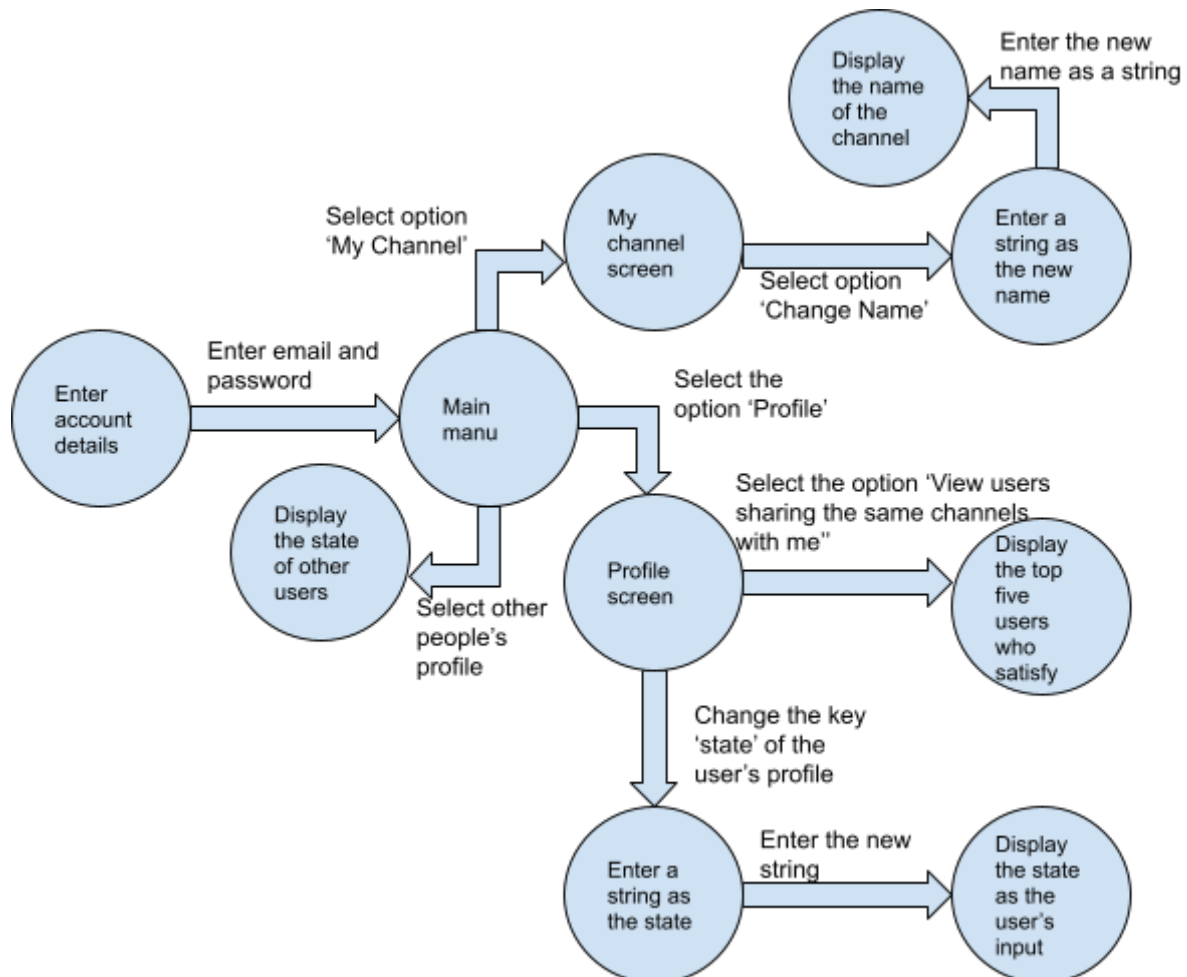 Enter the new
name as a string
Display
the name
of the
channel
Select option
‘My Channel’
My
channel
screen
Enter a
string as
the new
name
Select option
‘Change Name’
Enter email and
password
Enter
account
details
Main
manu
Select the
option ‘Profile’
Display
the state
of other
users
Select other
people’s
profile
Profile
screen
Select the option ‘View users
sharing the same channels
with me”
Display
the top
five
users
who
satisfy
Change the key
‘state’ of the
user’s profile
Enter a
string as
the state
Enter the new
string
Display
the state
as the
user’s
input